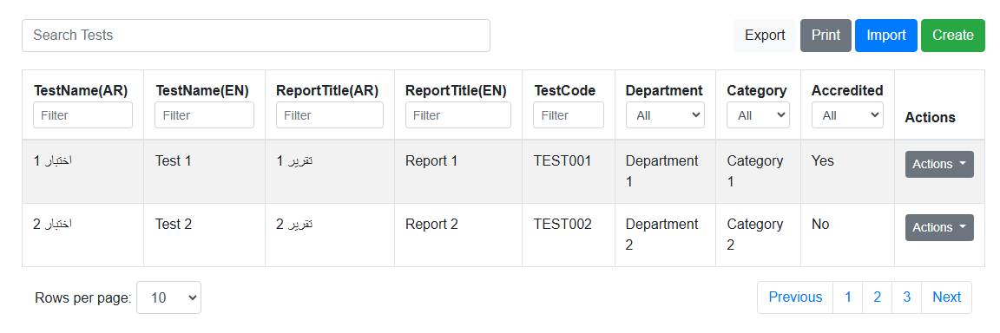 Search Tests Export Print Import Create
TestName(AR) TestName(EN) ReportTitle(AR) ReportTitle(EN) TestCode Department Category Accredited
Filter Filter Filter Filter Filter All All All Actions
اختبار 1 Test 1 تقرير 1 Report 1 TEST001 Department Category Yes Actions
1 1
اختبار 2 Test 2 تقرير 2 Report 2 TEST002 Department Category No Actions
2 2
Rows per page: 10 Previous 1 2 3 Next